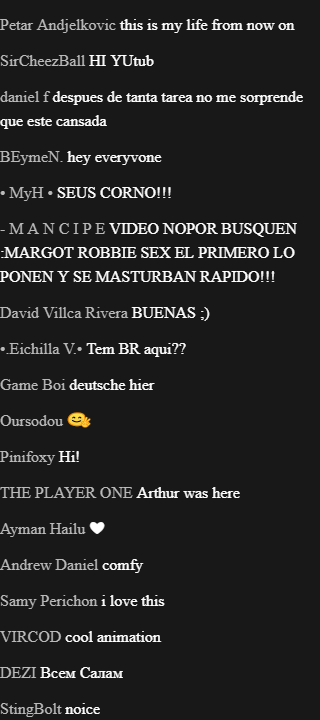 Petar Andjelkovic this is my life from now on
SirCheezBall HI YUtub
daniel f despues de tanta tarea no me sorprende
que este cansada
BEymeN. hey everyvone
• MyH • SEUS CORNO!!!
- M A N C I P E VIDEO NOPOR BUSQUEN
:MARGOT ROBBIE SEX EL PRIMERO LO
PONEN Y SE MASTURBAN RAPIDO!!!
David Villca Rivera BUENAS ;)
•.Eichilla V.• Tem BR aqui??
Game Boi deutsche hier
Oursodou 🤗
Pinifoxy Hi!
THE PLAYER ONE Arthur was here
Ayman Hailu 🤍
Andrew Daniel comfy
Samy Perichon i love this
VIRCOD cool animation
DEZI Всем Салам
StingBolt noice